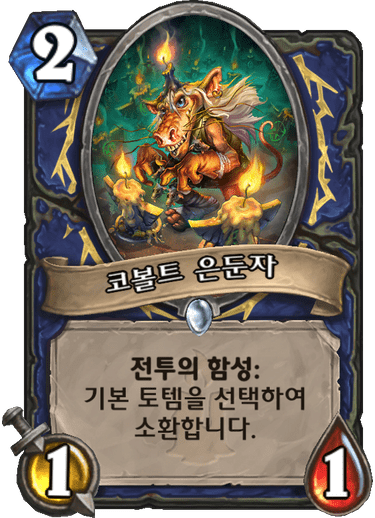 2
코볼트 은둔자
전투의 함성:
기본 토템을 선택하여
소환합니다.
1
1